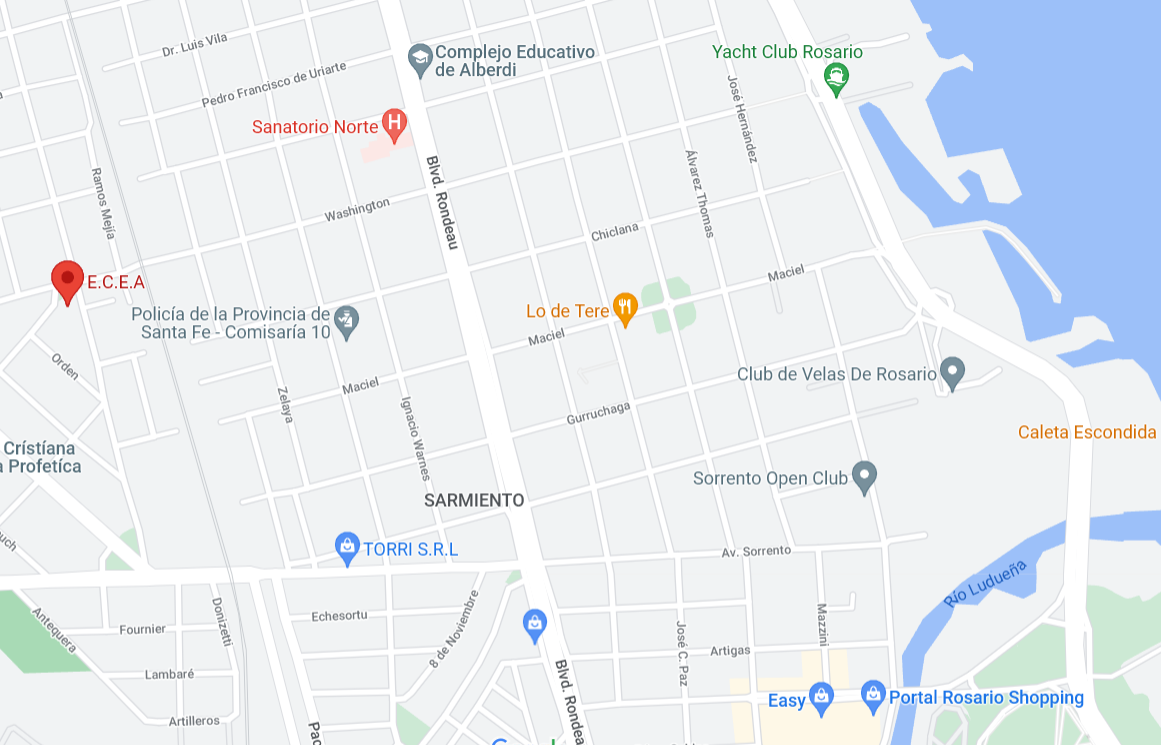 Dr. Luis Vila
Complejo Educativo
de Alberdi
Yacht Club Rosario
Pedro Francisco de Uriarte
José Hernández
Sanatorio Norte
Ramos Mejía
Blvd. Rondeau
Álvarez Thomas
Washington
Chiclana
E.C.E.A
Maciel
Policía de la Provincia de
Santa Fe - Comisaría 10
Lo de Tere
Maciel
Orden
Maciel
Club de Velas De Rosario
Zelaya
Ignacio Warnes
Gurruchaga
Caleta Escondida
Cristíana
a Profetíca
Sorrento Open Club
SARMIENTO
TORRI S.R.L
Av. Sorrento
Río Ludueña
Antequera
Fournier
Donizetti
Echesortu
8 de Noviembre
José C. Paz
Mazzini
Artigas
Lambaré
Blvd. Rondea
Easy
Portal Rosario Shopping
Artilleros